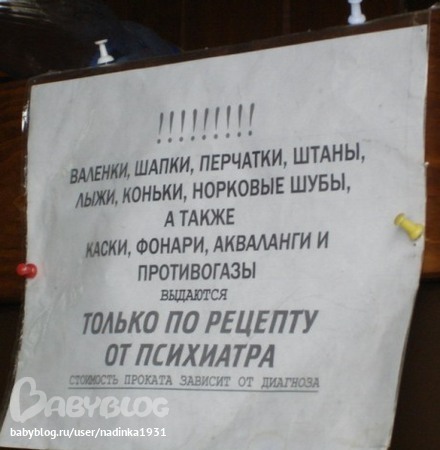 !!!!!!!!!
ВАЛЕНКИ, ШАПКИ, ПЕРЧАТКИ, ШТАНЫ,
ЛЫЖИ, КОНЬКИ, НОРКОВЫЕ ШУБЫ,
А ТАКЖЕ
КАСКИ, ФОНАРИ, АКВАЛАНГИ И
ПРОТИВОГАЗЫ
ВЫДАЮТСЯ
ТОЛЬКО ПО РЕЦЕПТУ
ОТ ПСИХИАТРА
СТОИМОСТЬ ПРОКАТА ЗАВИСИТ ОТ ДИАГНОЗА
BABYBLOG
babyblog.ru/user/nadinka1931